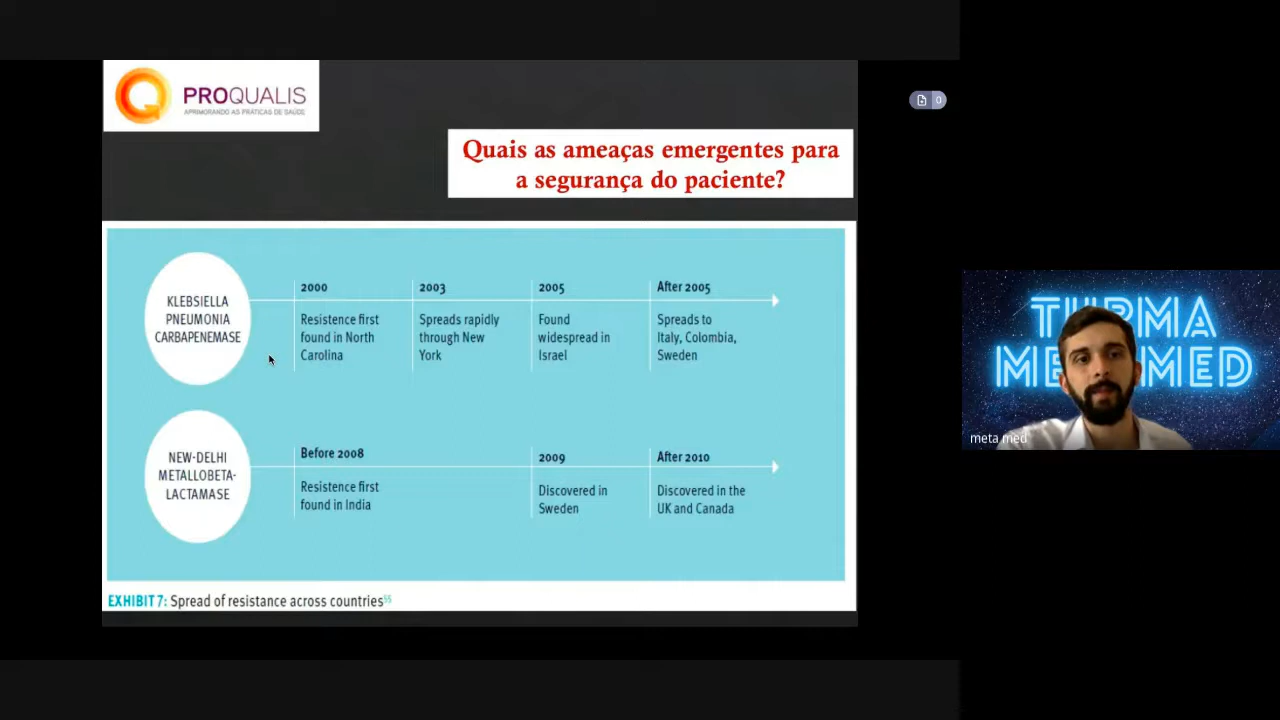 PROQUALIS
APRIMORANDO AS PRÁTICAS DE SAÚDE
Quais as ameaças emergentes para
a segurança do paciente?
KLEBSIELLA
PNEUMONIA
CARBAPENEMASE
2000
Resistence first
found in North
Carolina
2003
Spreads rapidly
through New
York
2005
Found
widespread in
Israel
After 2005
Spreads to
Italy, Colombia,
Sweden
NEW-DELHI
METALLOBETA-
LACTAMASE
Before 2008
Resistence first
found in India
2009
Discovered in
Sweden
After 2010
Discovered in the
UK and Canada
EXHIBIT 7: Spread of resistance across countries55
0
meta med